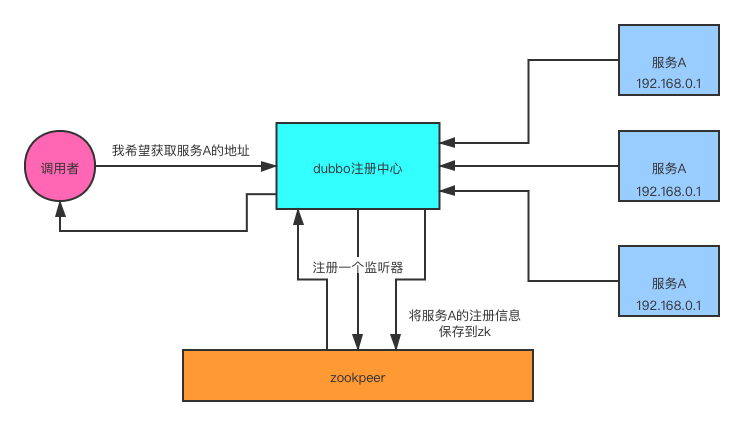 服务A
192.168.0.1
我希望获取服务A的地址
调用者
dubbo注册中心
服务A
192.168.0.1
注册一个监听器
服务A
192.168.0.1
将服务A的注册信息
保存到zk
zookpeer